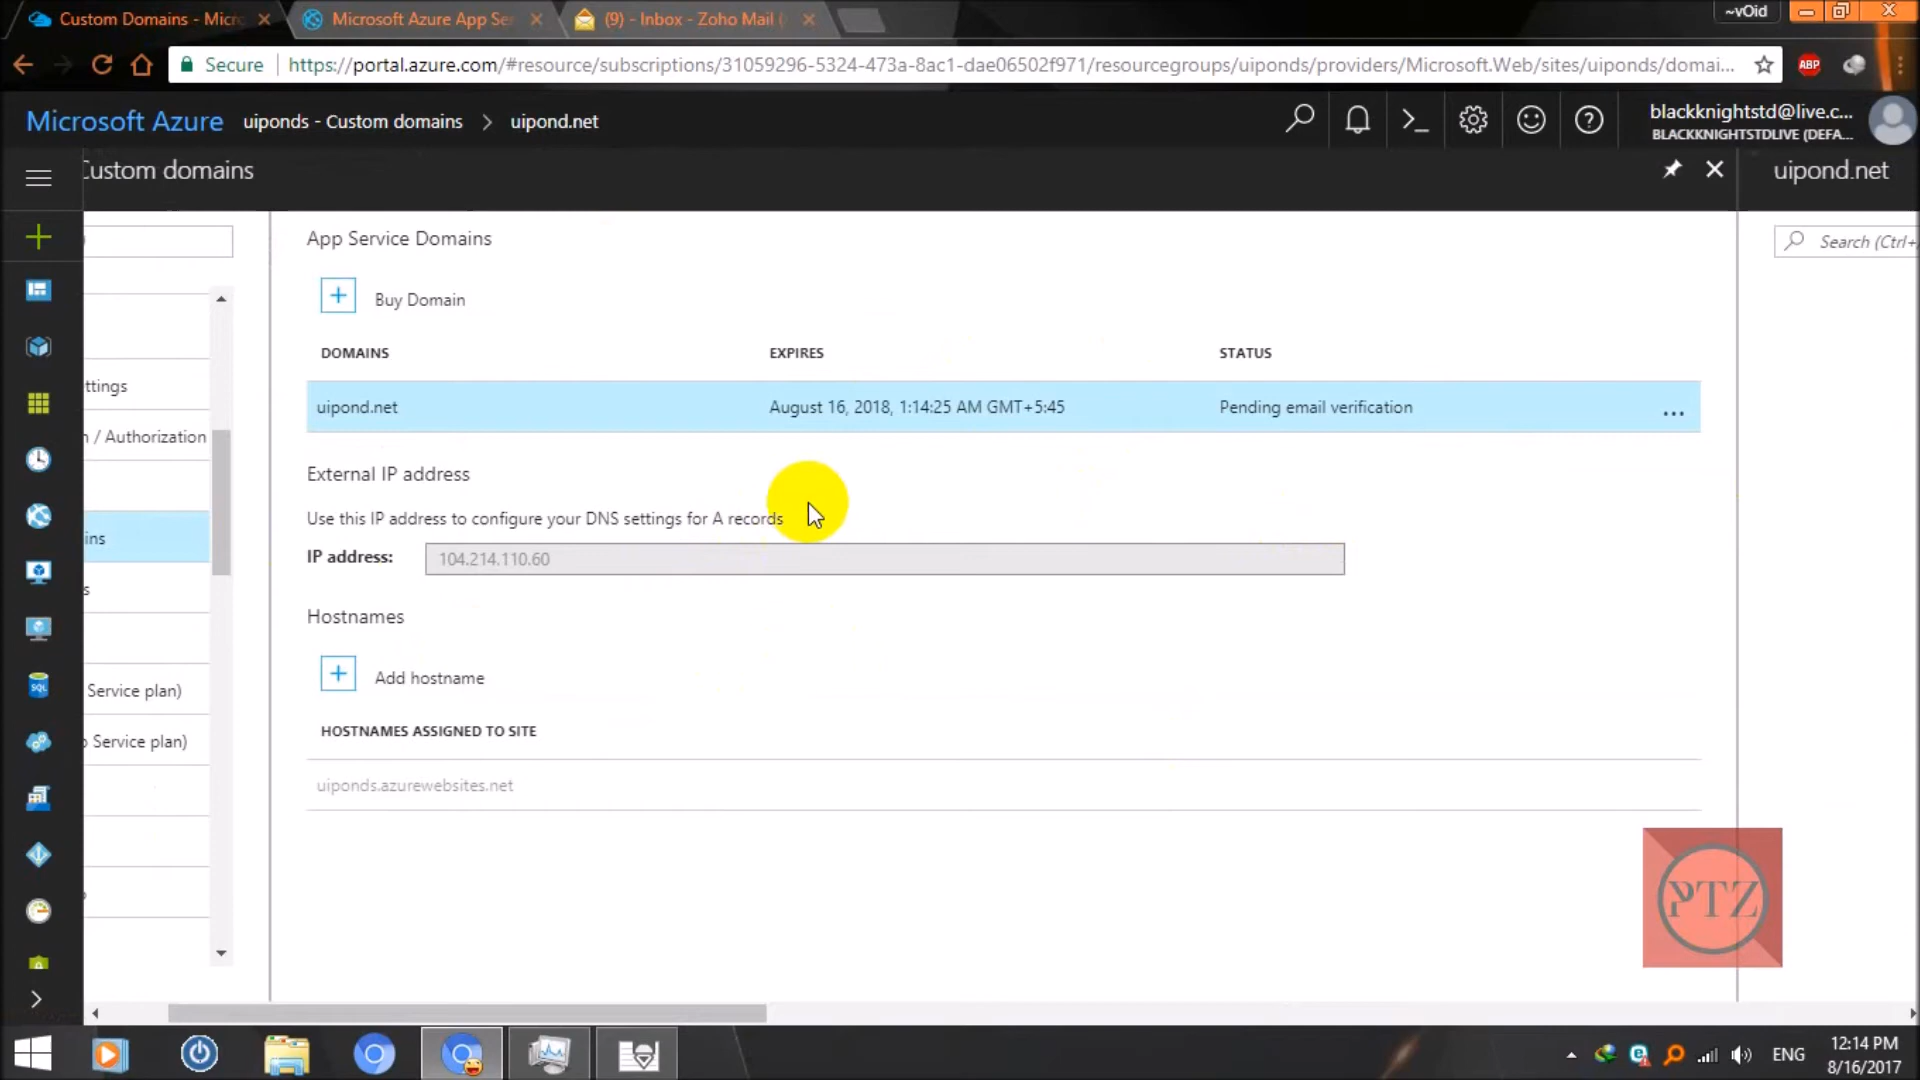 Custom Domains - Micr
Microsoft Azure App Ser
(9) - Inbox - Zoho Mail (
~vOid
Secure
https://portal.azure.com/#resource/subscriptions/31059296-5324-473a-8ac1-dae06502f971/resourcegroups/uiponds/providers/Microsoft.Web/sites/uiponds/domai...
ABP
Microsoft Azure
uiponds - Custom domains
uipond.net
blackknightstd@live.c...
BLACKKNIGHTSTDLIVE (DEFA...
Custom domains
uipond.net
App Service Domains
Search (Ctrl+/
Buy Domain
DOMAINS
EXPIRES
STATUS
ttings
uipond.net
August 16, 2018, 1:14:25 AM GMT+5:45
Pending email verification
...
n / Authorization
External IP address
Use this IP address to configure your DNS settings for A records
ins
IP address:
104.214.110.60
s
Hostnames
Add hostname
Service plan)
SQL
HOSTNAMES ASSIGNED TO SITE
Service plan)
uiponds.azurewebsites.net
PTZ
ENG
12:14 PM
8/16/2017